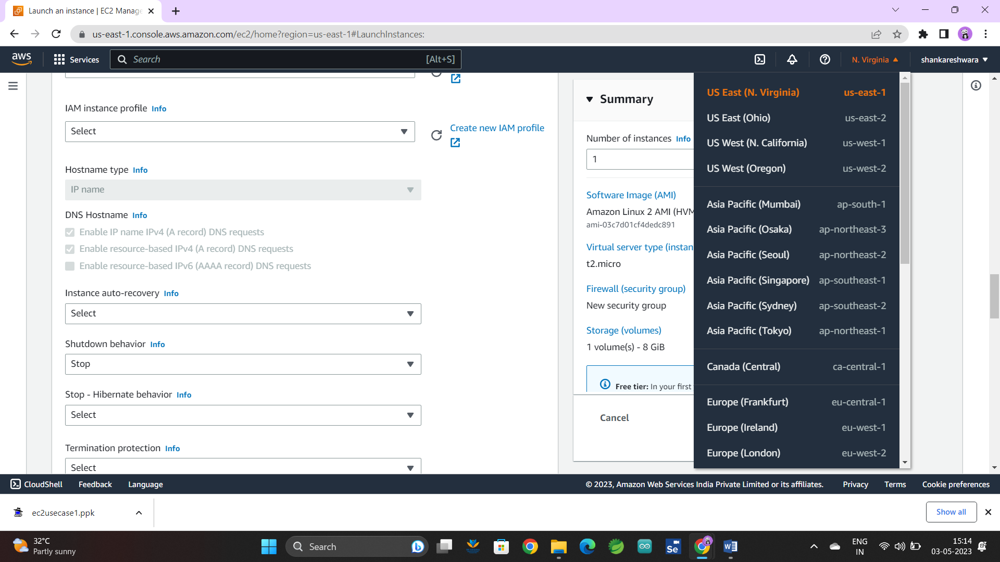 Launch an instance | EC2 Manage
us-east-1.console.aws.amazon.com/ec2/home?region=us-east-1#LaunchInstances:
aws
Services
Search
[Alt+S]
N. Virginia
shankareshwara
IAM instance profile Info
Select
Create new IAM profile
Hostname type Info
IP name
DNS Hostname Info
Enable IP name IPv4 (A record) DNS requests
Enable resource-based IPv4 (A record) DNS requests
Enable resource-based IPv6 (AAAA record) DNS requests
Instance auto-recovery Info
Select
Shutdown behavior Info
Stop
Stop - Hibernate behavior Info
Select
Termination protection Info
Select
Summary
Number of instances Info
1
Software Image (AMI)
Amazon Linux 2 AMI (HVM
ami-03c7d01cf4dedc891
Virtual server type (instan
t2.micro
Firewall (security group)
New security group
Storage (volumes)
1 volume(s) - 8 GiB
Free tier: In your first
Cancel
US East (N. Virginia) us-east-1
US East (Ohio) us-east-2
US West (N. California) us-west-1
US West (Oregon) us-west-2
Asia Pacific (Mumbai) ap-south-1
Asia Pacific (Osaka) ap-northeast-3
Asia Pacific (Seoul) ap-northeast-2
Asia Pacific (Singapore) ap-southeast-1
Asia Pacific (Sydney) ap-southeast-2
Asia Pacific (Tokyo) ap-northeast-1
Canada (Central) ca-central-1
Europe (Frankfurt) eu-central-1
Europe (Ireland) eu-west-1
Europe (London) eu-west-2
CloudShell
Feedback
Language
© 2023, Amazon Web Services India Private Limited or its affiliates.
Privacy
Terms
Cookie preferences
ec2usecase1.ppk
Show all
32°C
Partly sunny
Search
Se
ENG
IN
15:14
03-05-2023